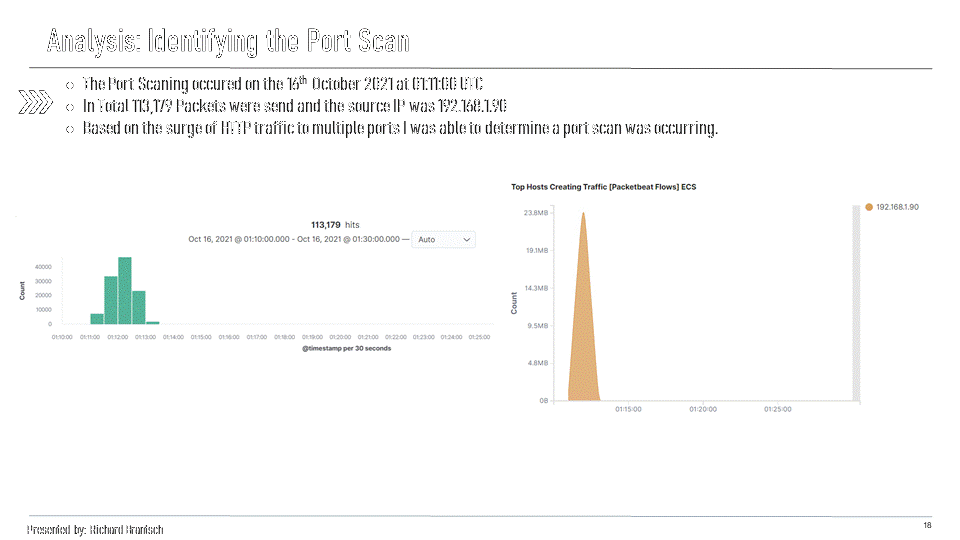 Analysis: Identifying the Port Scan
○ The Port Scaning occured on the 16th October 2021 at 01:11:00 UTC
○ In Total 113,179 Packets were send and the source IP was 192.168.1.90
○ Based on the surge of HTTP traffic to multiple ports I was able to determine a port scan was occurring.
113,179 hits
Oct 16, 2021 @ 01:10:00.000 - Oct 16, 2021 @ 01:30:00.000 — Auto
Count
40000
30000
20000
10000
0
01:10:00 01:11:00 01:12:00 01:13:00 01:14:00 01:15:00 01:16:00 01:17:00 01:18:00 01:19:00 01:20:00 01:21:00 01:22:00 01:23:00 01:24:00 01:25:00
@timestamp per 30 seconds
Top Hosts Creating Traffic [Packetbeat Flows] ECS
Count
23.8MB
19.1MB
14.3MB
9.5MB
4.8MB
0B
01:15:00 01:20:00 01:25:00
192.168.1.90
Presented by: Richard
18